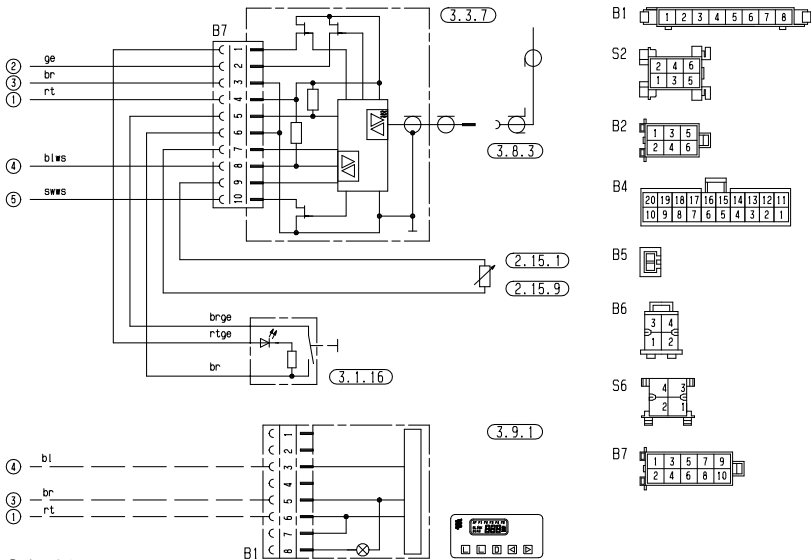 3.3.7
B7
1
2
3
4
5
6
7
8
9
10
② ge
③ br
① rt
④ blws
⑤ swws
3.8.3
2.15.1
2.15.9
brge
rtge
br
3.1.16
3.9.1
1
2
3
4
5
6
7
8
④ bl
③ br
① rt
B1
B1
1 2 3 4 5 6 7 8
S2
2 4 6
1 3 5
B2
1 3 5
2 4 6
B4
20 19 18 17 16 15 14 13 12 11
10 9 8 7 6 5 4 3 2 1
B5
B6
3 4
1 2
S6
4 3
2 1
B7
1 3 5 7 9
2 4 6 8 10